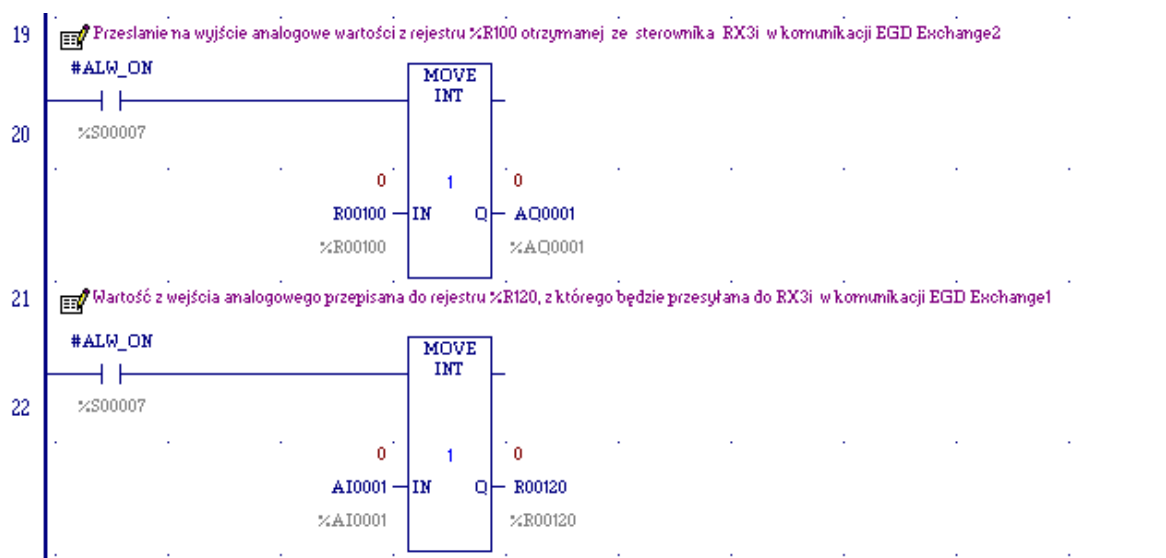 19 Przesłanie na wyjście analogowe wartości z rejestru %R100 otrzymanej ze sterownika RX3i w komunikacji EGD Exchange2
#ALW_ON
MOVE
INT
20 %S00007
0 1 0
R00100 IN Q AQ0001
%R00100 %AQ0001
21 Wartość z wejścia analogowego przepisana do rejestru %R120, z którego będzie przesyłana do RX3i w komunikacji EGD Exchange1
#ALW_ON
MOVE
INT
22 %S00007
0 1 0
AI0001 IN Q R00120
%AI0001 %R00120